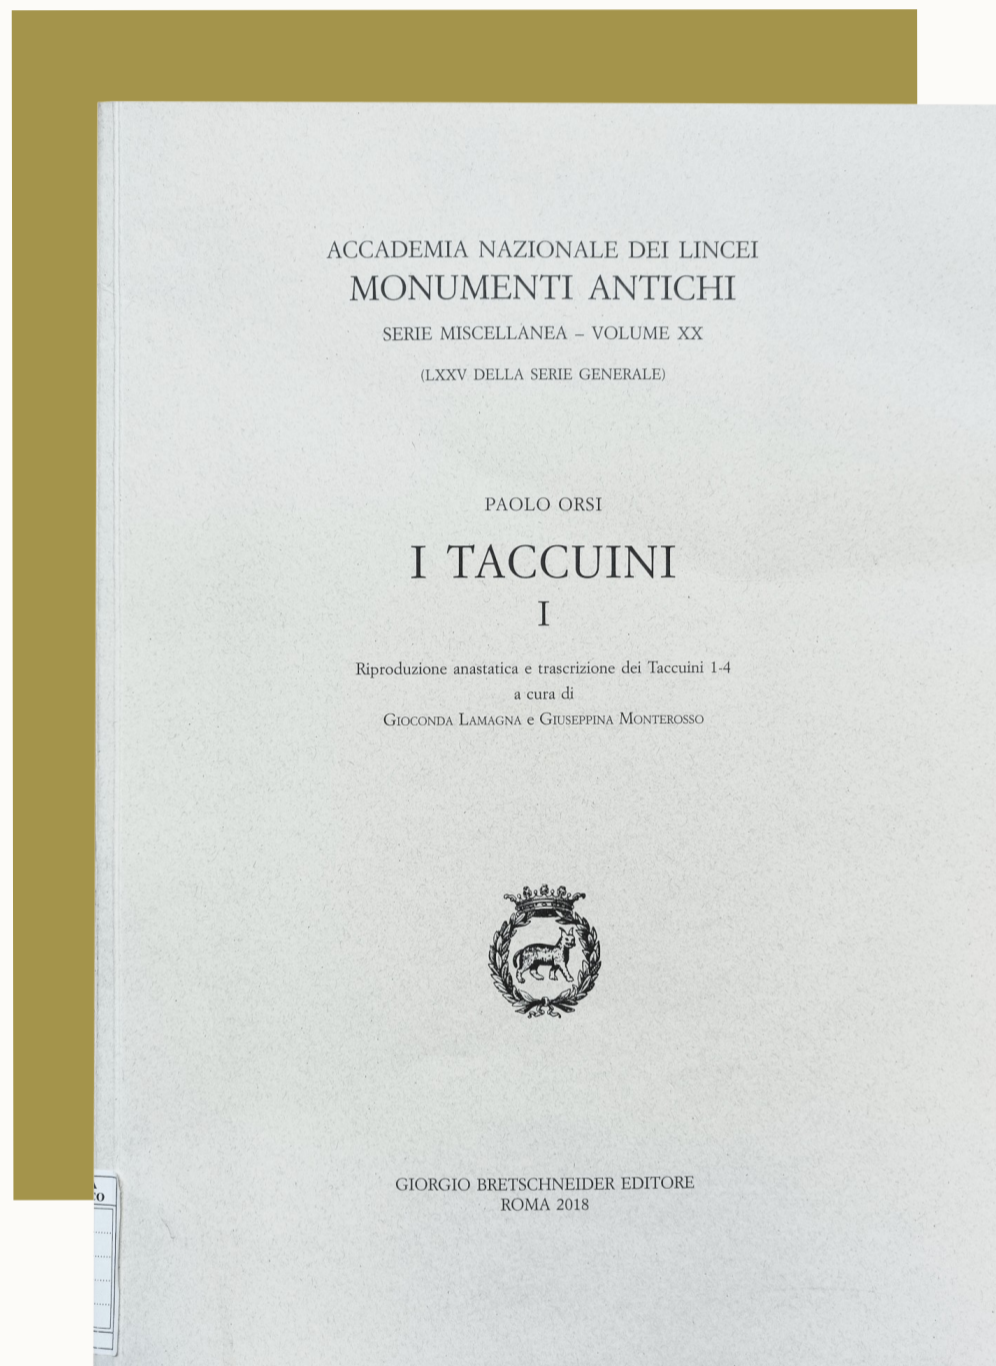 ACCADEMIA NAZIONALE DEI LINCEI
MONUMENTI ANTICHI
SERIE MISCELLANEA – VOLUME XX
(LXXV DELLA SERIE GENERALE)
PAOLO ORSI
I TACCUINI
I
Riproduzione anastatica e trascrizione dei Taccuini 1-4
a cura di
GIOCONDA LAMAGNA e GIUSEPPINA MONTEROSSO
GIORGIO BRETSCHNEIDER EDITORE
ROMA 2018